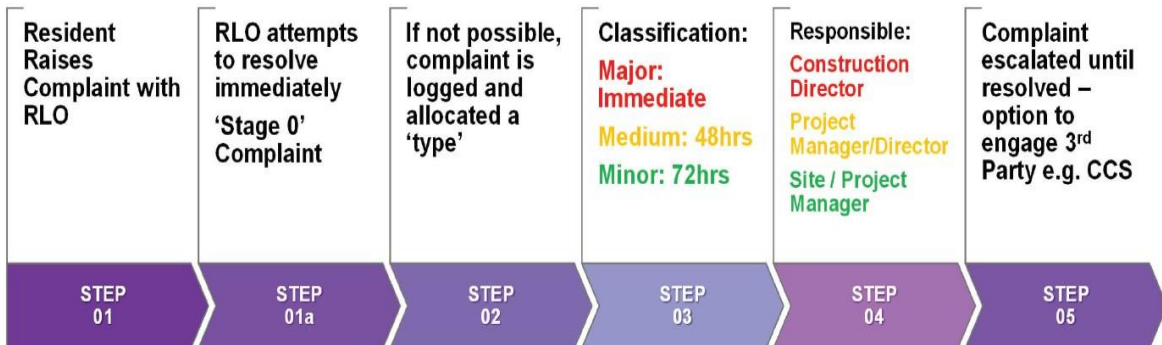 Resident
Raises
Complaint with
RLO
RLO attempts
to resolve
immediately
‘Stage 0’
Complaint
If not possible,
complaint is
logged and
allocated a
‘type’
Classification:
Major:
Immediate
Medium: 48hrs
Minor: 72hrs
Responsible:
Construction
Director
Project
Manager/Director
Site / Project
Manager
Complaint
escalated until
resolved –
option to
engage 3rd
Party e.g. CCS
STEP
01
STEP
01a
STEP
02
STEP
03
STEP
04
STEP
05